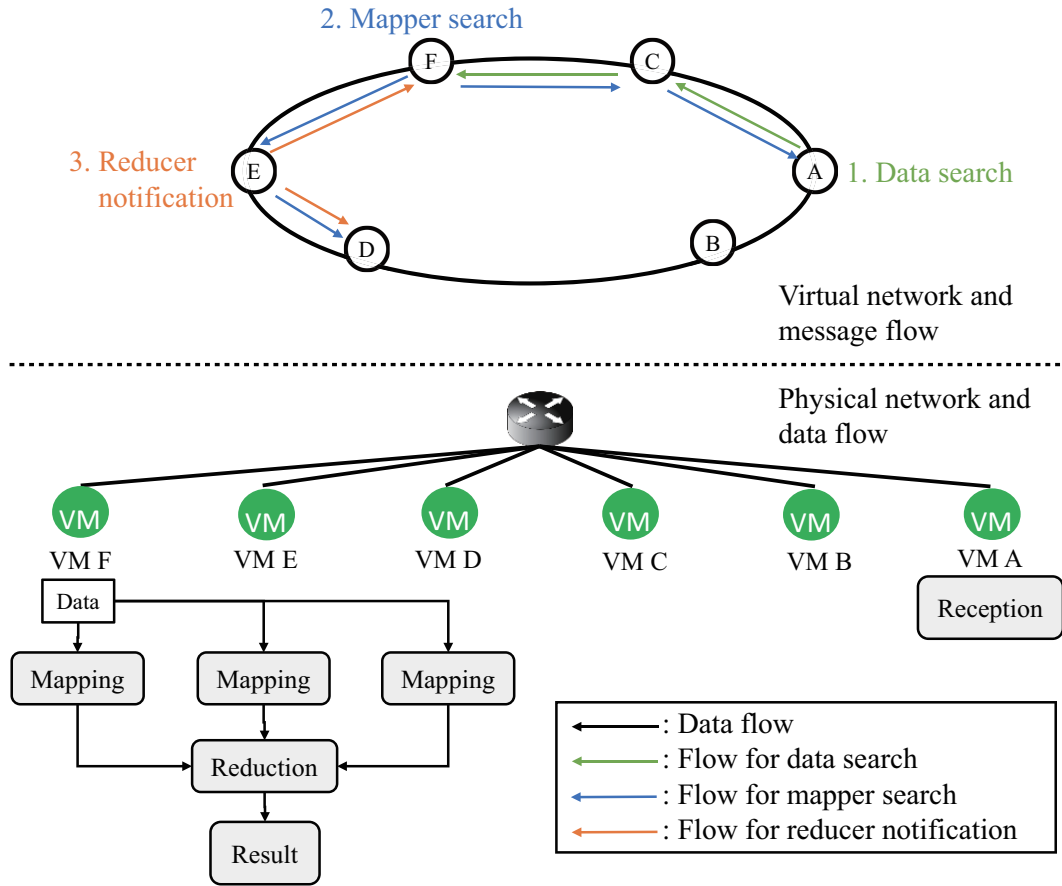 2. Mapper search
F
C
3. Reducer
notification
E
A
1. Data search
D
B
Virtual network and
message flow
Physical network and
data flow
VM
VM
VM
VM
VM
VM
VM F
VM E
VM D
VM C
VM B
VM A
Data
Reception
Mapping
Mapping
Mapping
Reduction
Result
: Data flow
: Flow for data search
: Flow for mapper search
: Flow for reducer notification